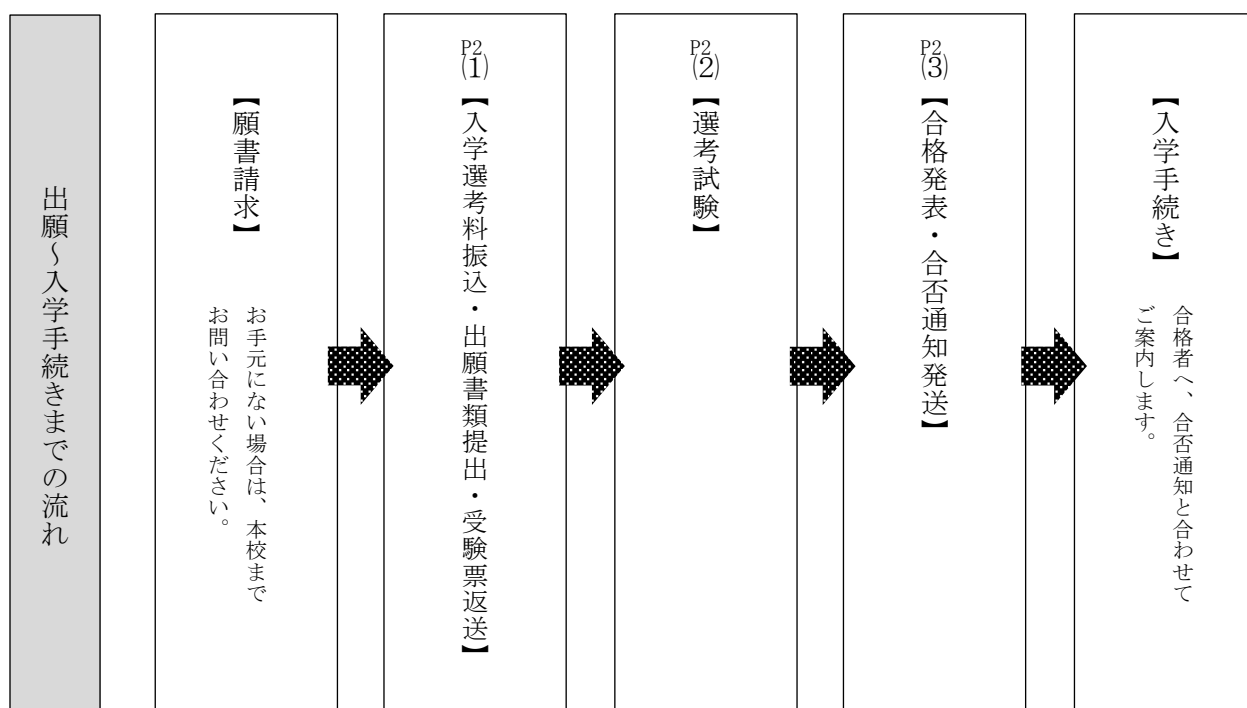 出願～入学手続きまでの流れ
【願書請求】
お手元にない場合は、本校まで
お問い合わせください。
P2
(1)【入学選考料振込・出願書類提出・受験票返送】
P2
(2)【選考試験】
P2
(3)【合格発表・合否通知発送】
【入学手続き】
合格者へ、合否通知と合わせて
ご案内します。